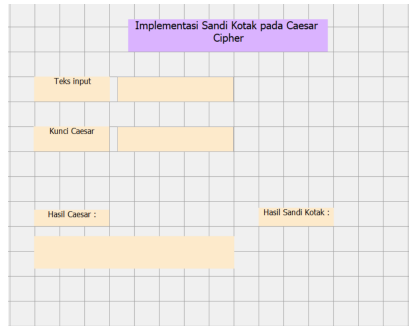 Implementasi Sandi Kotak pada Caesar
Cipher
Teks input
Kunci Caesar
Hasil Caesar :
Hasil Sandi Kotak :